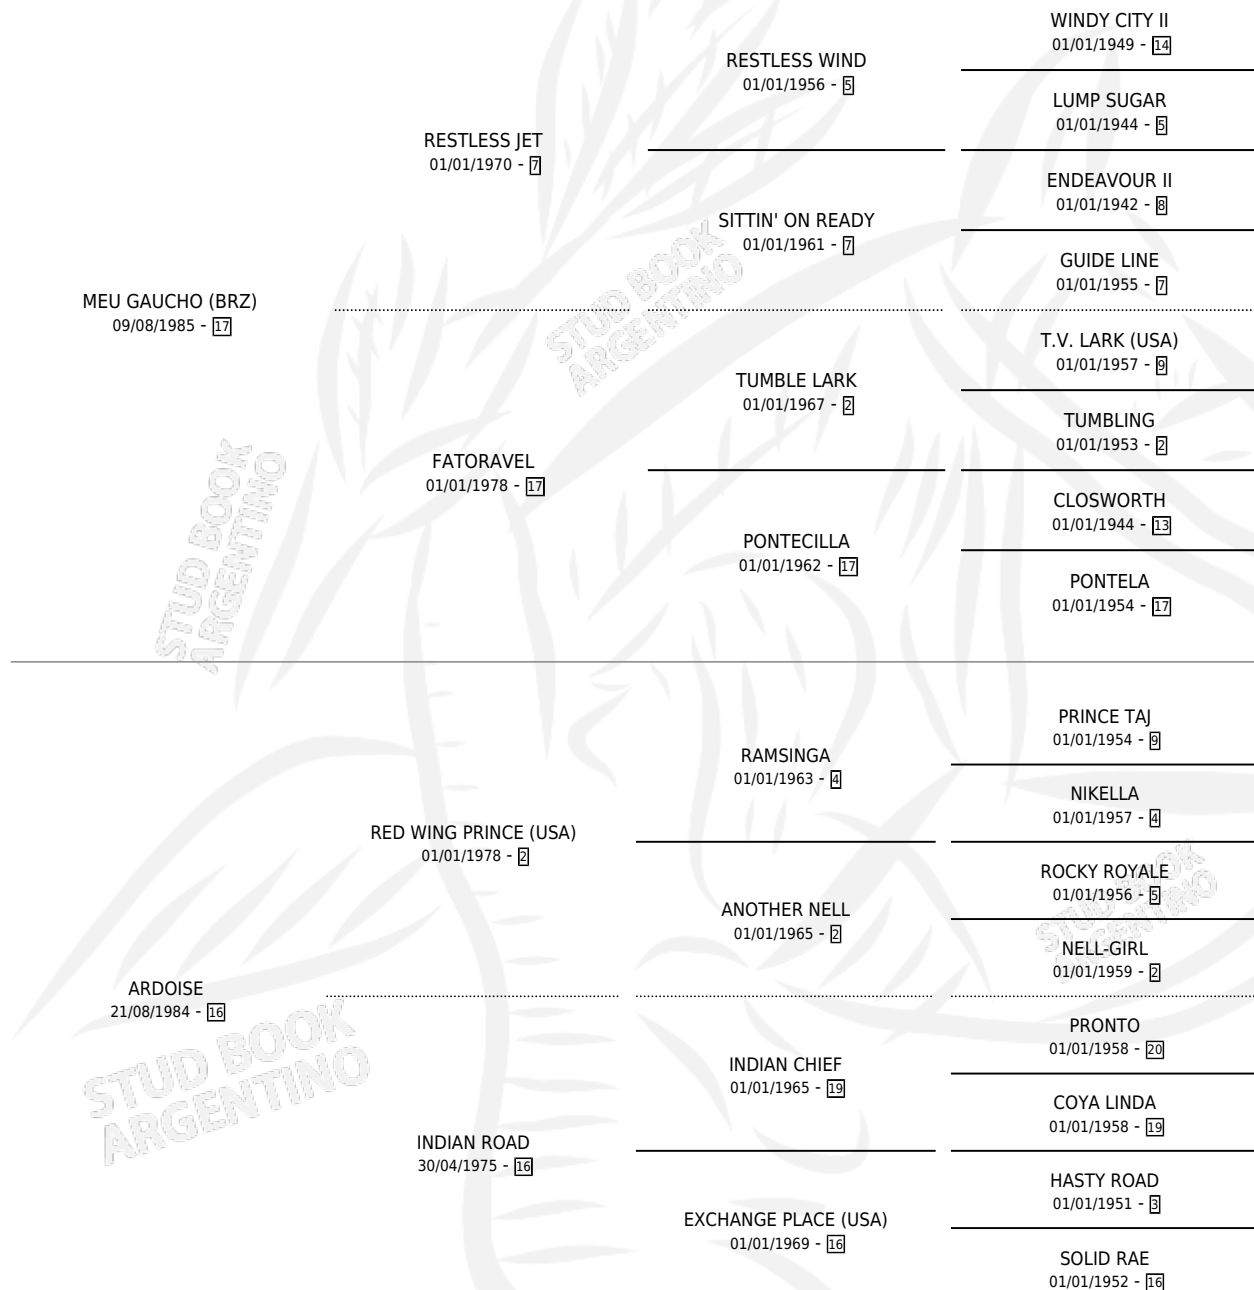 WINDY CITY II
01/01/1949 - 14
RESTLESS WIND
01/01/1956 - 5
LUMP SUGAR
01/01/1944 - 5
RESTLESS JET
01/01/1970 - 7
ENDEAVOUR II
01/01/1942 - 8
SITTIN' ON READY
01/01/1961 - 7
GUIDE LINE
01/01/1955 - 7
MEU GAUCHO (BRZ)
09/08/1985 - 17
STUD BOOK
ARGENTINO
T.V. LARK (USA)
01/01/1957 - 9
TUMBLE LARK
01/01/1967 - 2
TUMBLING
01/01/1953 - 2
FATORAVEL
01/01/1978 - 17
CLOSWORTH
01/01/1944 - 13
PONTECILLA
01/01/1962 - 17
PONTELA
01/01/1954 - 17
STUD BOOK
ARGENTINO
PRINCE TAJ
01/01/1954 - 9
RAMSINGA
01/01/1963 - 4
NIKELLA
01/01/1957 - 4
RED WING PRINCE (USA)
01/01/1978 - 2
ROCKY ROYALE
01/01/1956 - 5
ANOTHER NELL
01/01/1965 - 2
NELL-GIRL
01/01/1959 - 2
STUD BOOK
ARGENTINO
ARDOISE
21/08/1984 - 16
STUD BOOK
ARGENTINO
PRONTO
01/01/1958 - 20
INDIAN CHIEF
01/01/1965 - 19
COYA LINDA
01/01/1958 - 19
INDIAN ROAD
30/04/1975 - 16
HASTY ROAD
01/01/1951 - 3
EXCHANGE PLACE (USA)
01/01/1969 - 16
SOLID RAE
01/01/1952 - 16